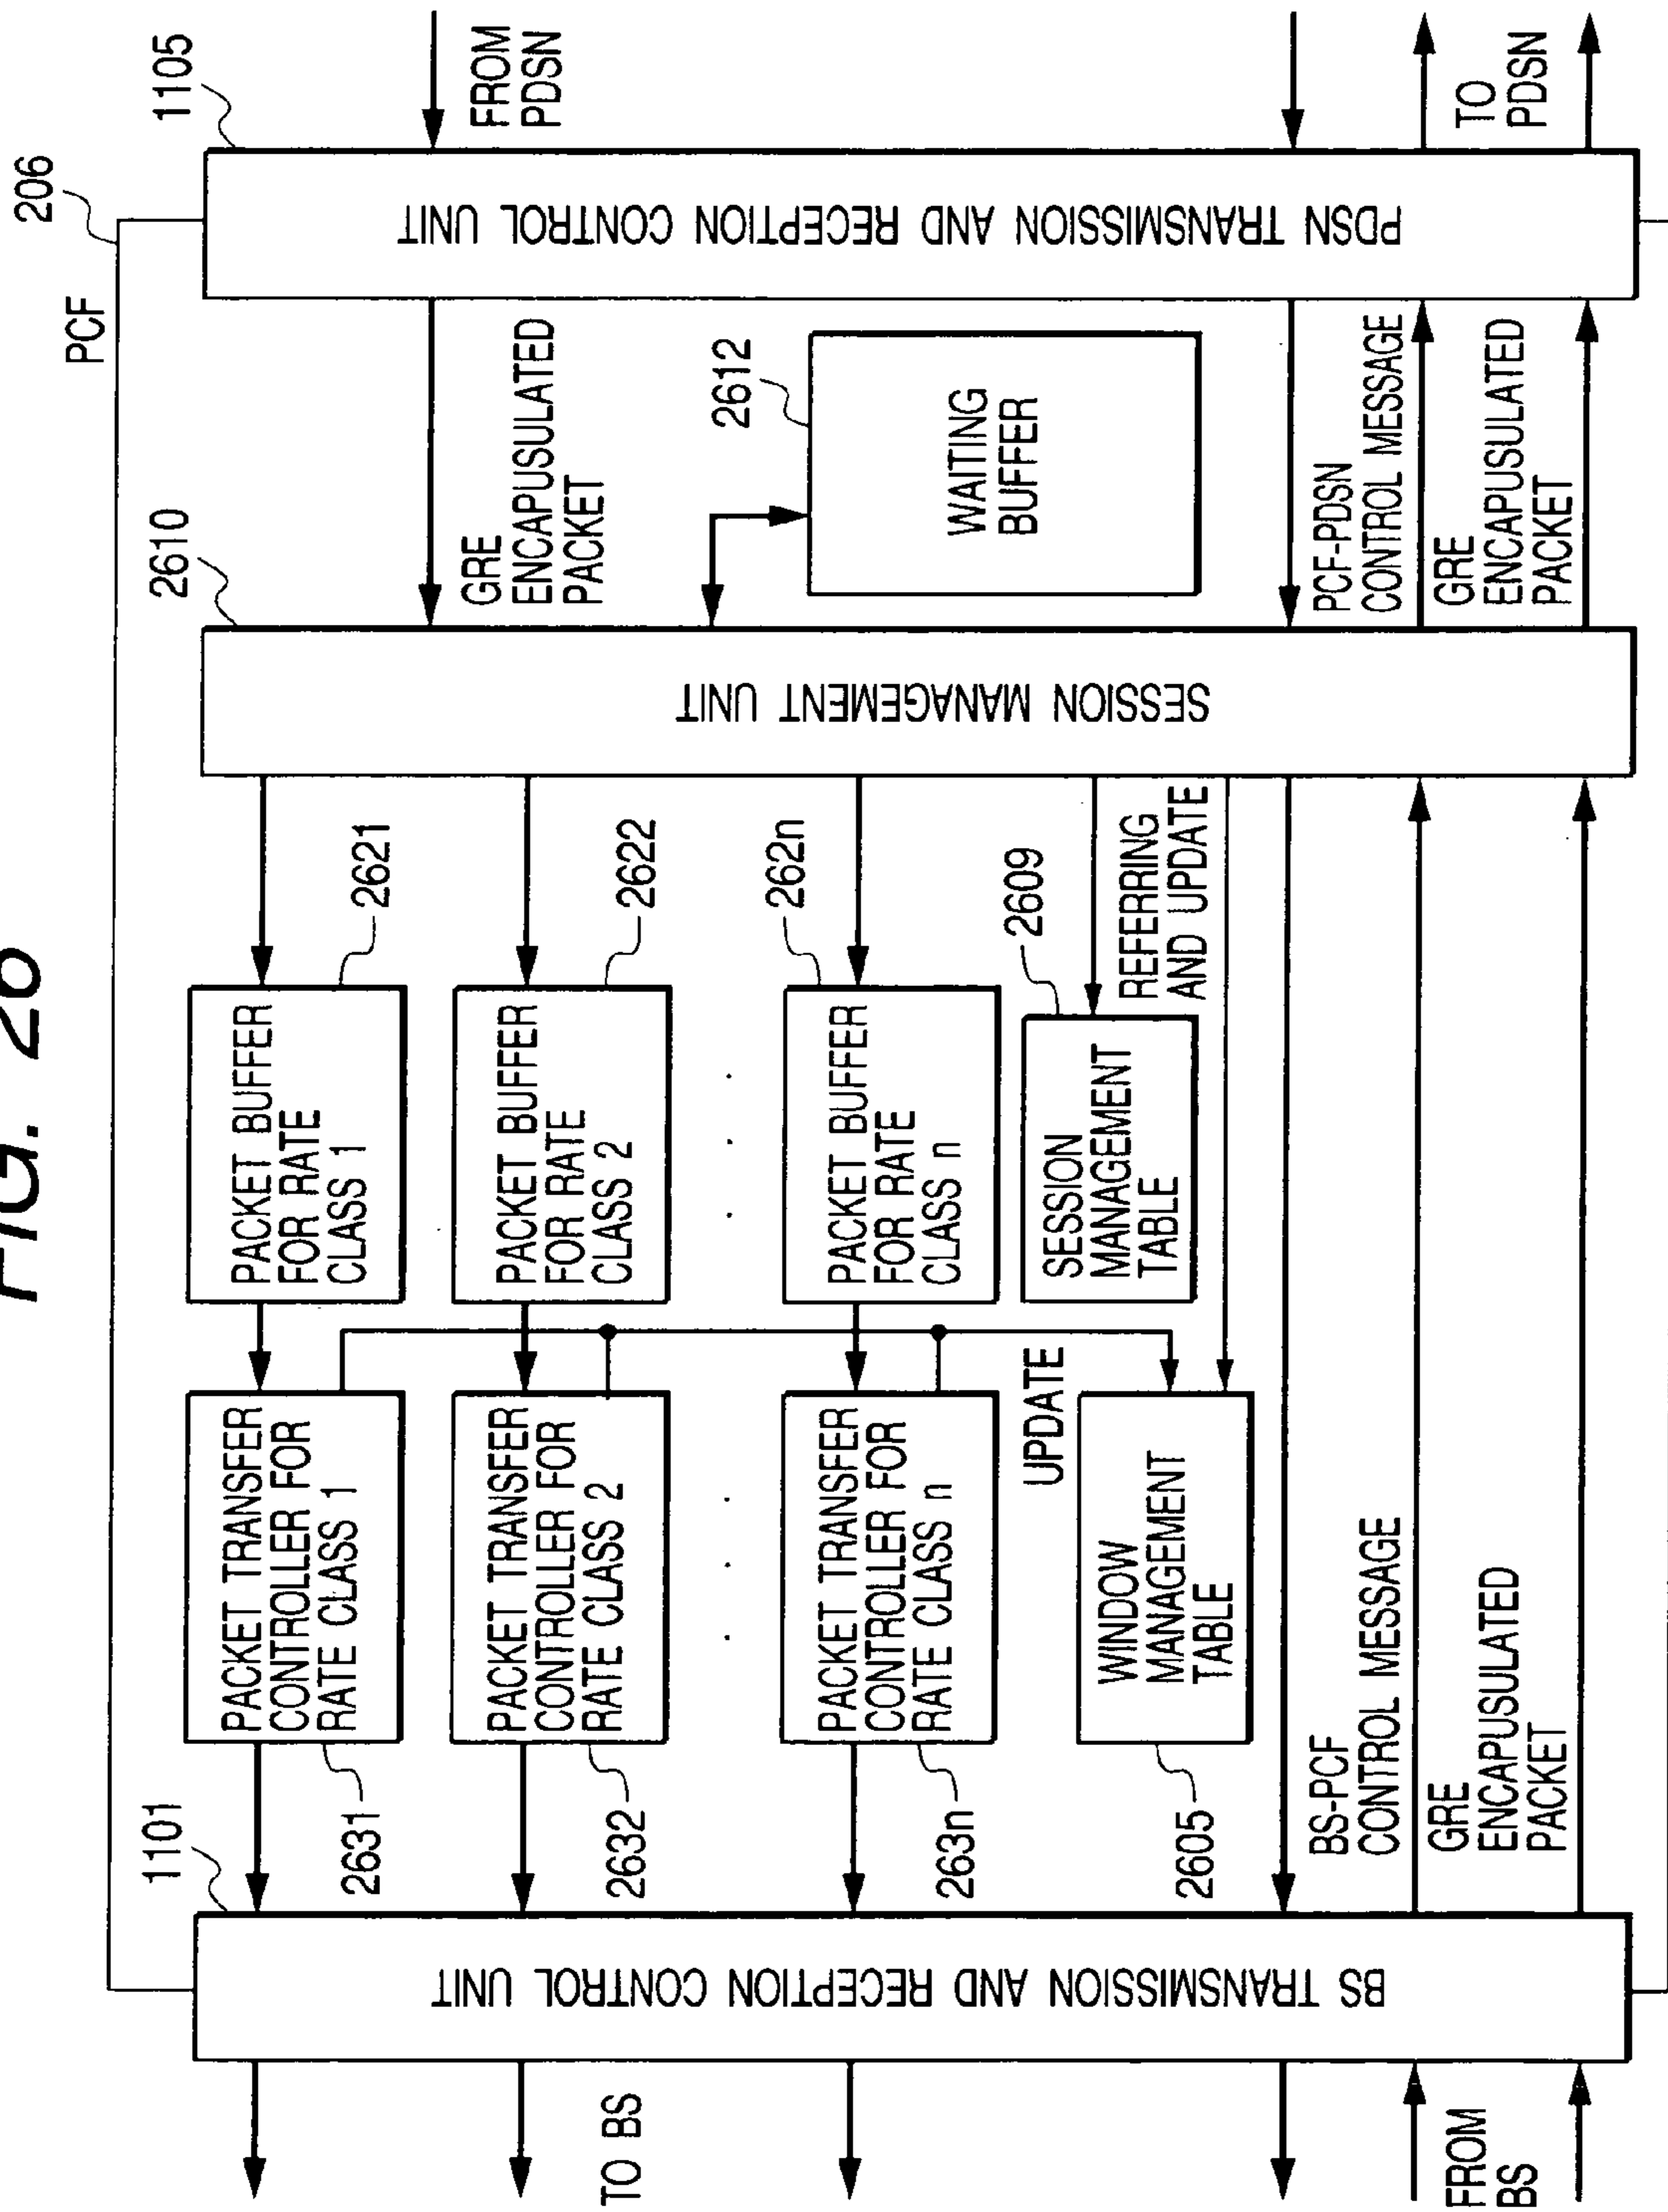 FIG. 26
206
PCF
1101
2610
1105
BS TRANSMISSION AND RECEPTION CONTROL UNIT
SESSION MANAGEMENT UNIT
PDSN TRANSMISSION AND RECEPTION CONTROL UNIT
PACKET TRANSFER
CONTROLLER FOR
RATE CLASS 1
2631
PACKET BUFFER
FOR RATE
CLASS 1
2621
GRE
ENCAPUSULATED
PACKET
FROM
PDSN
TO BS
PACKET TRANSFER
CONTROLLER FOR
RATE CLASS 2
2632
PACKET BUFFER
FOR RATE
CLASS 2
2622
2612
WAITING
BUFFER
. . .
. . .
PACKET TRANSFER
CONTROLLER FOR
RATE CLASS n
263n
PACKET BUFFER
FOR RATE
CLASS n
262n
UPDATE
WINDOW
MANAGEMENT
TABLE
2605
SESSION
MANAGEMENT
TABLE
2609
REFERRING
AND UPDATE
BS-PCF
CONTROL MESSAGE
PCF-PDSN
CONTROL MESSAGE
FROM
BS
GRE
ENCAPUSULATED
PACKET
GRE
ENCAPUSULATED
PACKET
TO
PDSN